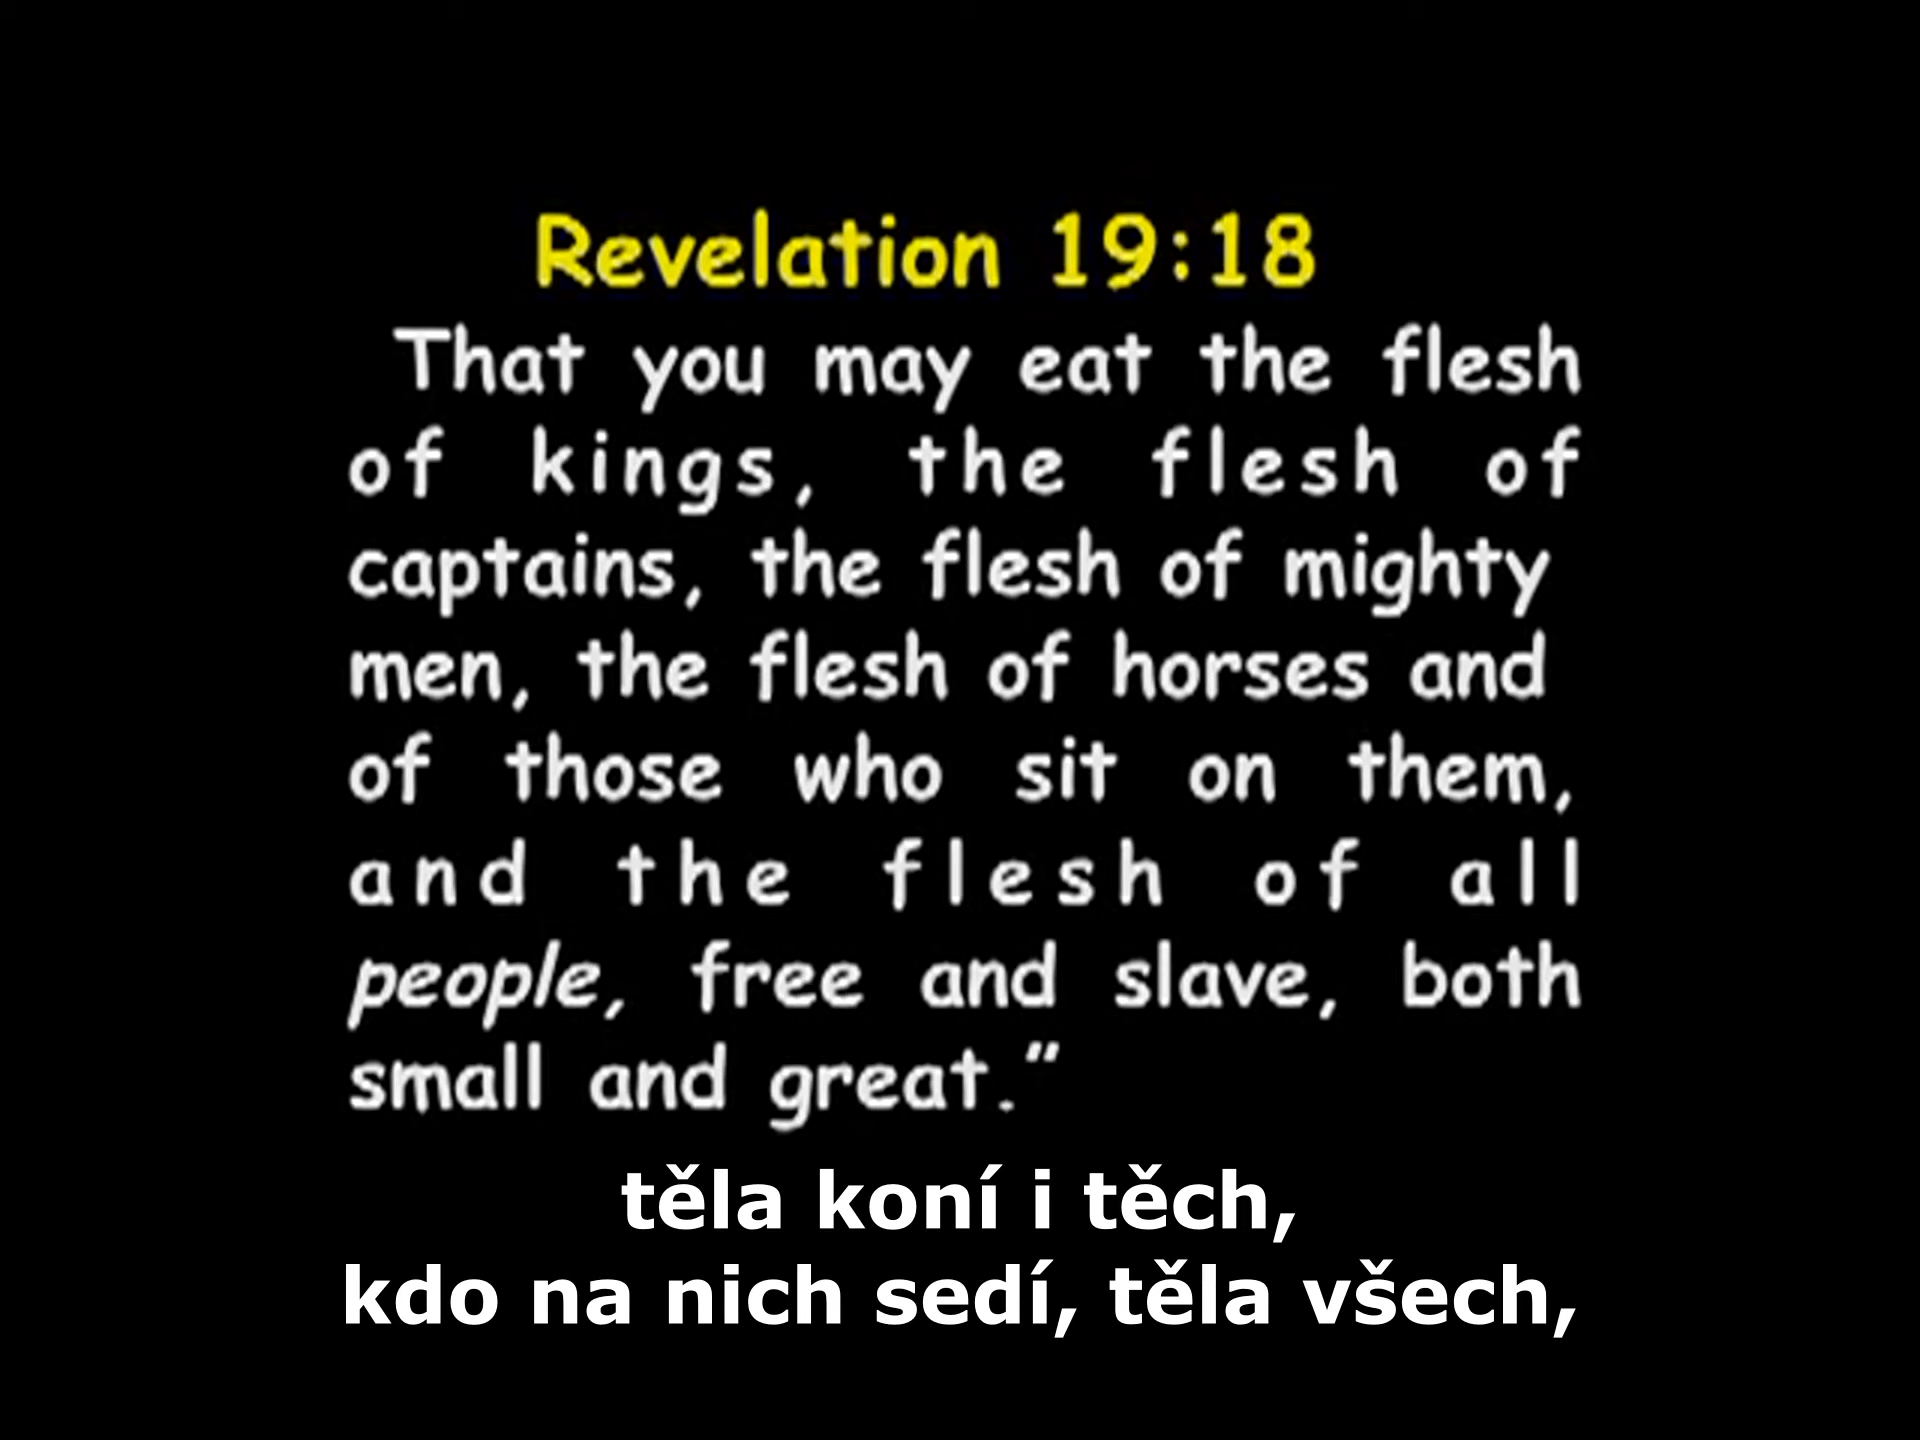 Revelation 19:18
That you may eat the flesh
of kings, the flesh of
captains, the flesh of mighty
men, the flesh of horses and
of those who sit on them,
and the flesh of all
people, free and slave, both
small and great.”
těla koní i těch,
kdo na nich sedí, těla všech,